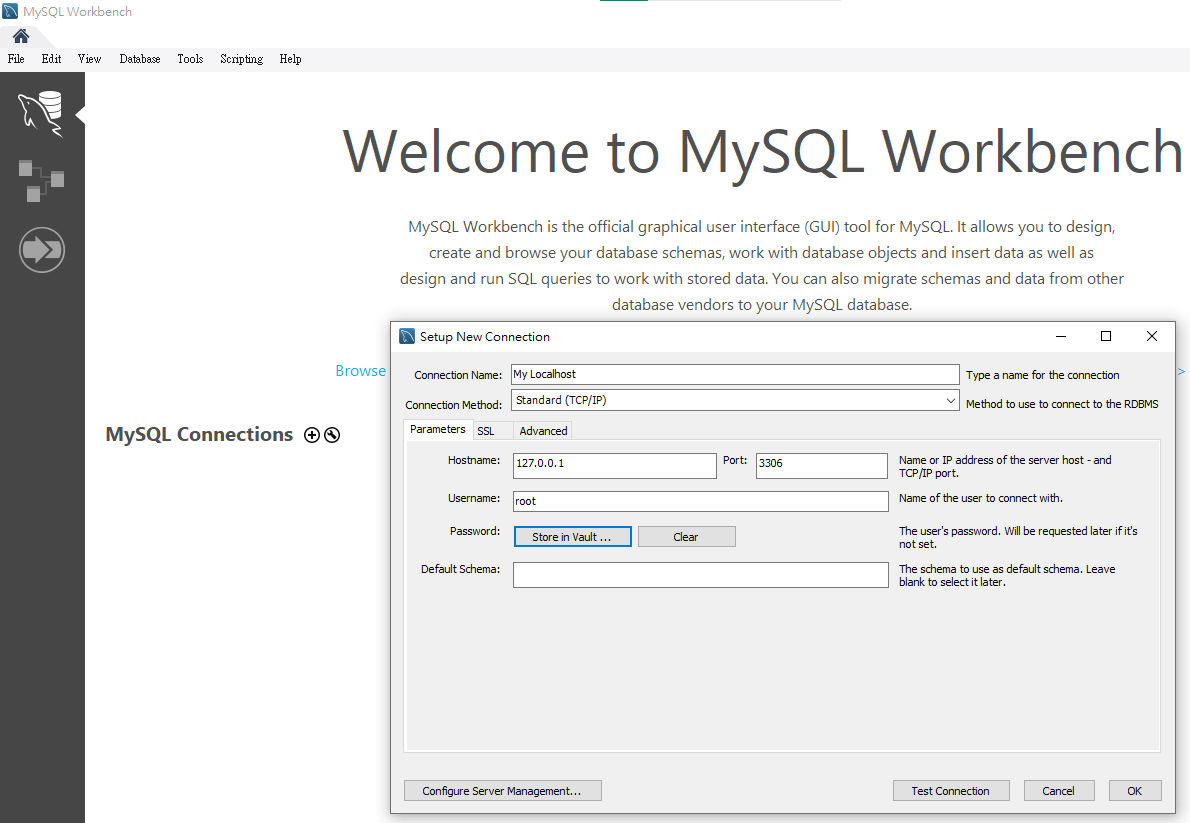 MySQL Workbench
File Edit View Database Tools Scripting Help
Welcome to MySQL Workbench
MySQL Workbench is the official graphical user interface (GUI) tool for MySQL. It allows you to design,
create and browse your database schemas, work with database objects and insert data as well as
design and run SQL queries to work with stored data. You can also migrate schemas and data from other
database vendors to your MySQL database.
Browse
>
MySQL Connections
Setup New Connection
Connection Name: My Localhost Type a name for the connection
Connection Method: Standard (TCP/IP) Method to use to connect to the RDBMS
Parameters SSL Advanced
Hostname: 127.0.0.1 Port: 3306 Name or IP address of the server host - and
TCP/IP port.
Username: root Name of the user to connect with.
Password: Store in Vault ... Clear The user's password. Will be requested later if it's
not set.
Default Schema: The schema to use as default schema. Leave
blank to select it later.
Configure Server Management... Test Connection Cancel OK